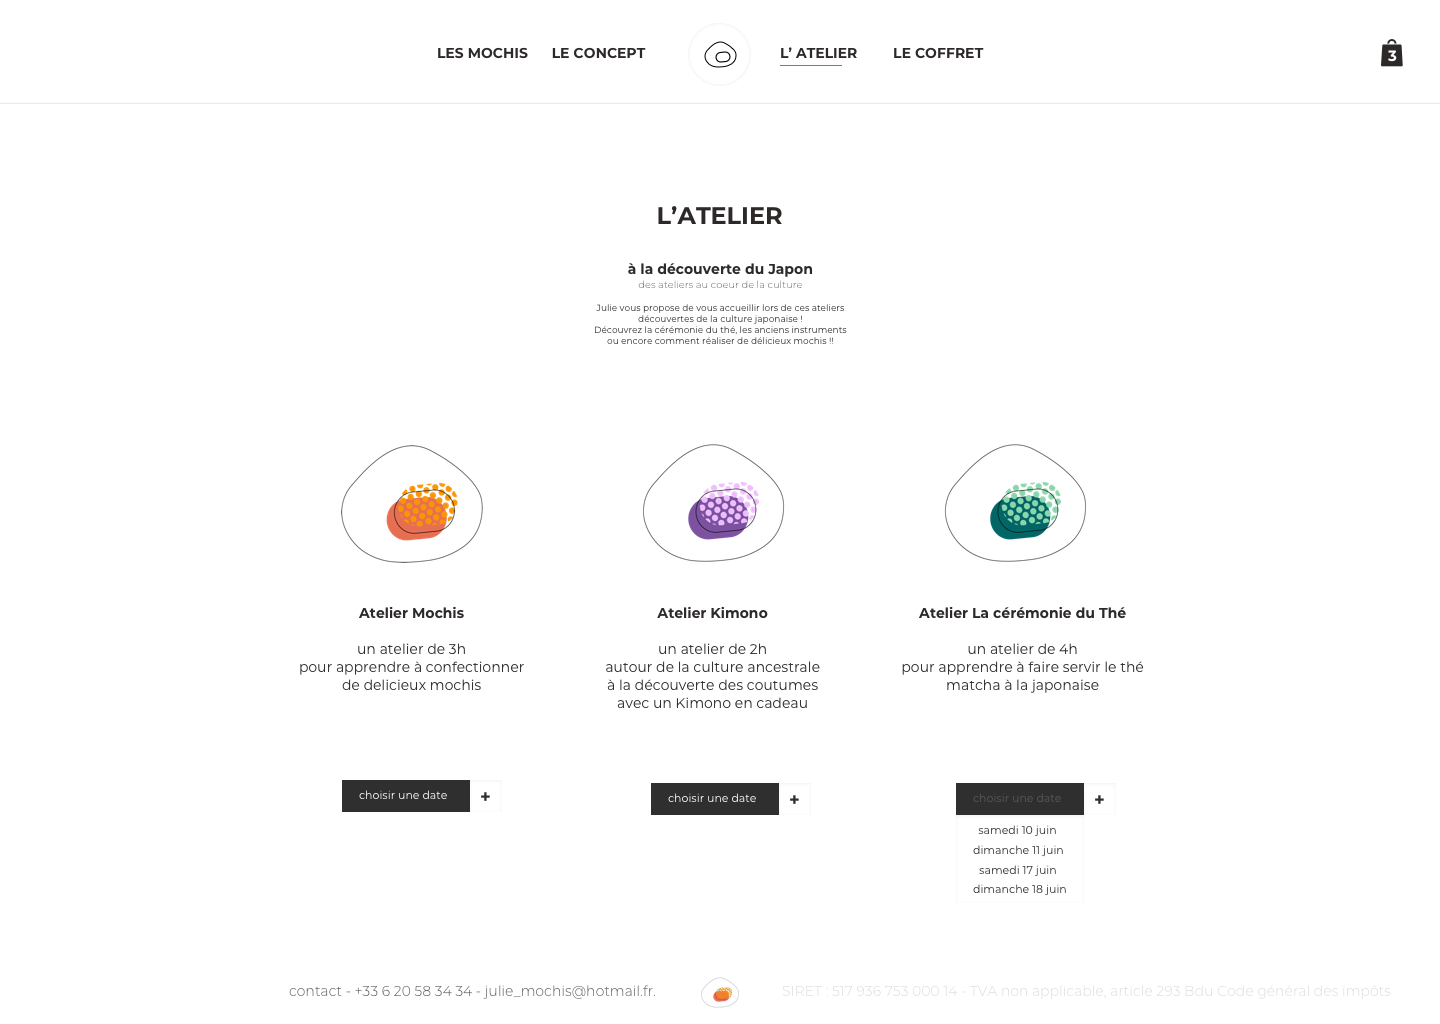 LES MOCHIS LE CONCEPT L' ATELIER LE COFFRET 3
L'ATELIER
à la découverte du Japon
des ateliers au coeur de la culture
Julie vous propose de vous accueillir lors de ces ateliers
découvertes de la culture japonaise !
Découvrez la cérémonie du thé, les anciens instruments
ou encore comment réaliser de délicieux mochis !!
Atelier Mochis
un atelier de 3h
pour apprendre à confectionner
de delicieux mochis
choisir une date +
Atelier Kimono
un atelier de 2h
autour de la culture ancestrale
à la découverte des coutumes
avec un Kimono en cadeau
choisir une date +
Atelier La cérémonie du Thé
un atelier de 4h
pour apprendre à faire servir le thé
matcha à la japonaise
choisir une date +
samedi 10 juin
dimanche 11 juin
samedi 17 juin
dimanche 18 juin
contact - +33 6 20 58 34 34 - julie_mochis@hotmail.fr.
SIRET : 517 936 753 000 14 - TVA non applicable, article 293 Bdu Code général des impôts